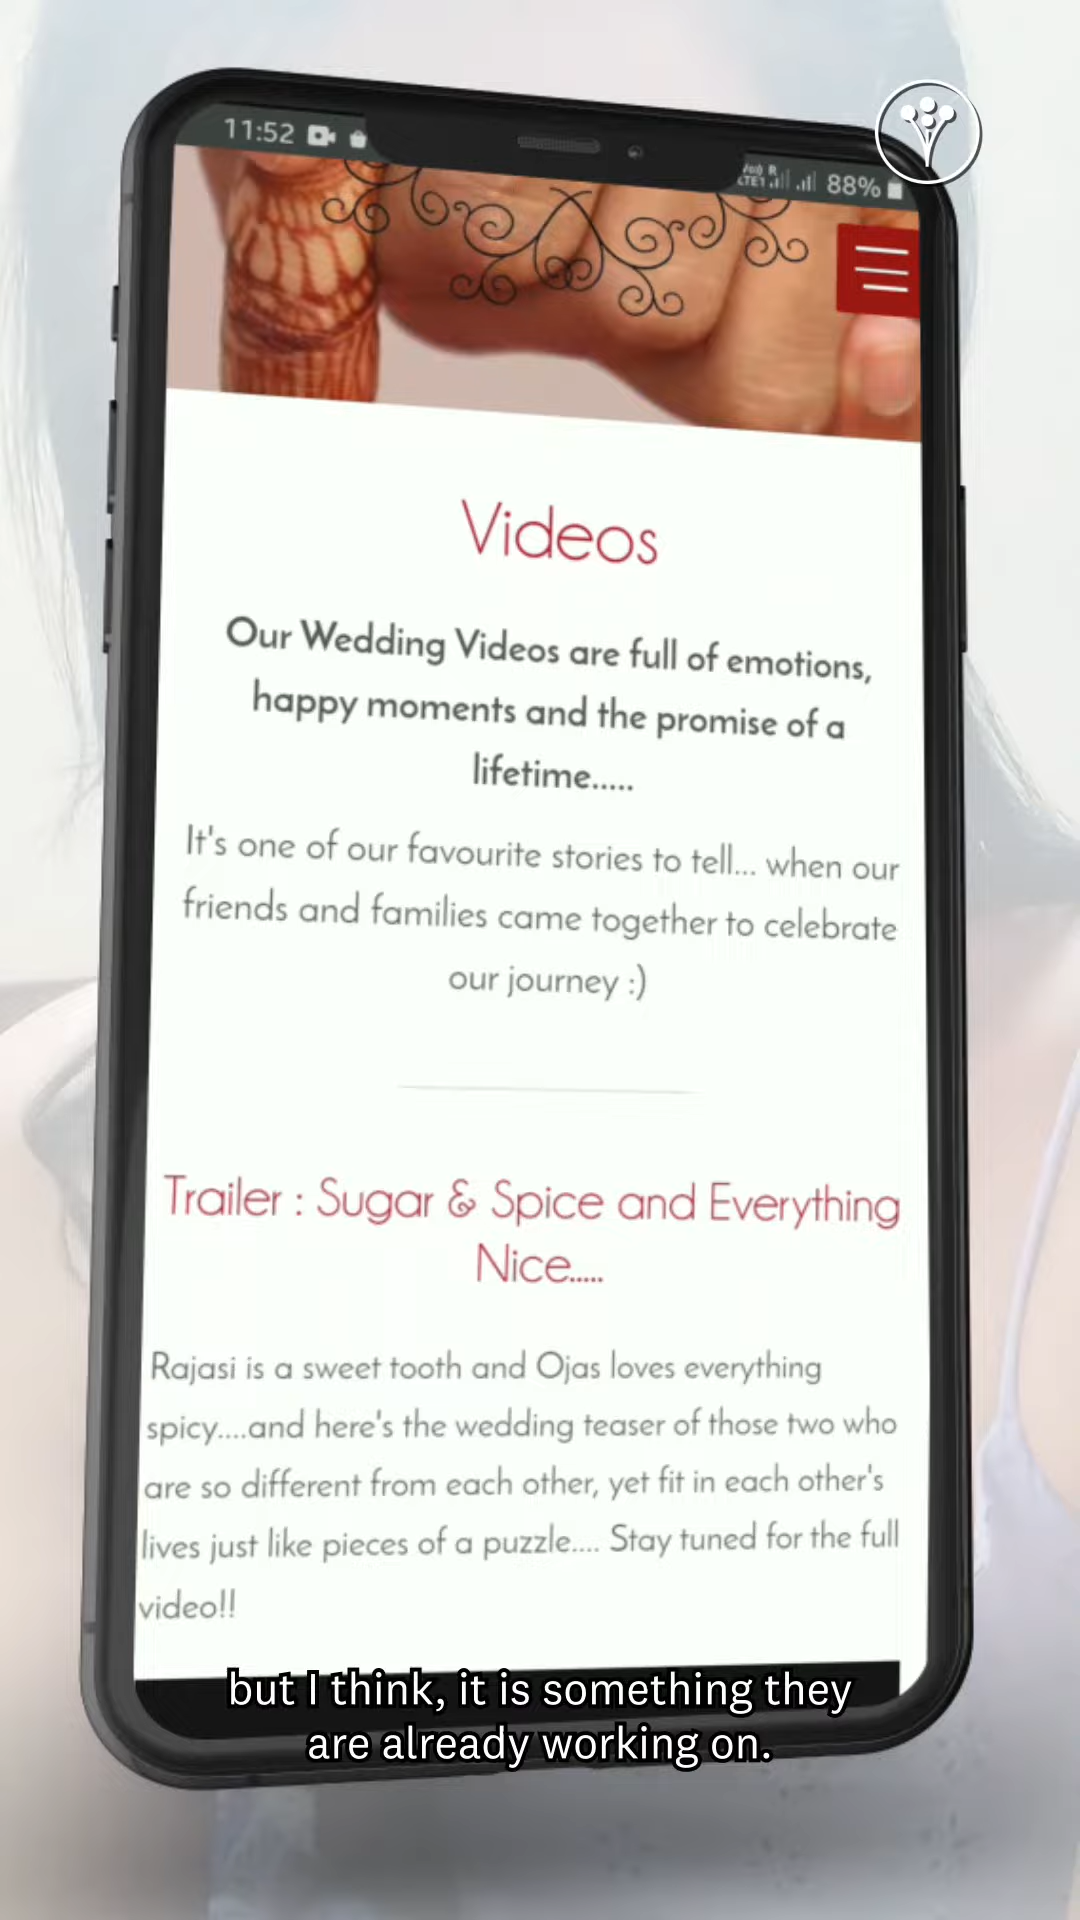 11:52
Vo)) R
LTE1
88%
Videos
Our Wedding Videos are full of emotions,
happy moments and the promise of a
lifetime.....
It's one of our favourite stories to tell... when our
friends and families came together to celebrate
our journey :)
Trailer : Sugar & Spice and Everything
Nice.....
Rajasi is a sweet tooth and Ojas loves everything
spicy....and here's the wedding teaser of those two who
are so different from each other, yet fit in each other's
lives just like pieces of a puzzle.... Stay tuned for the full
video!!
but I think, it is something they
are already working on.